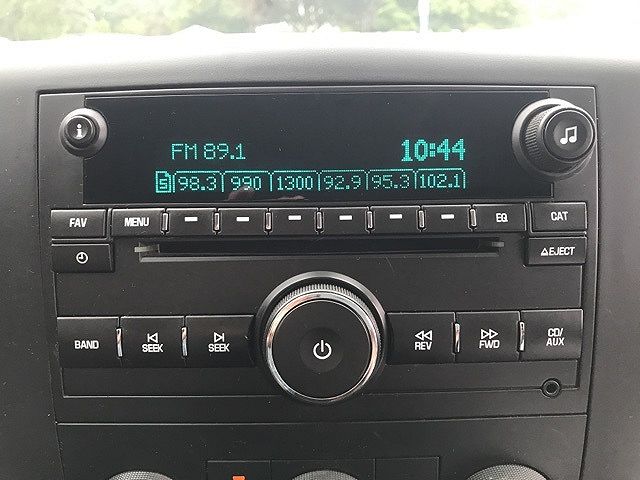 i
FM 89.1 10:44
5 98.3 990 1300 92.9 95.3 102.1
FAV MENU EQ CAT
EJECT
BAND SEEK SEEK REV FWD CD/
AUX